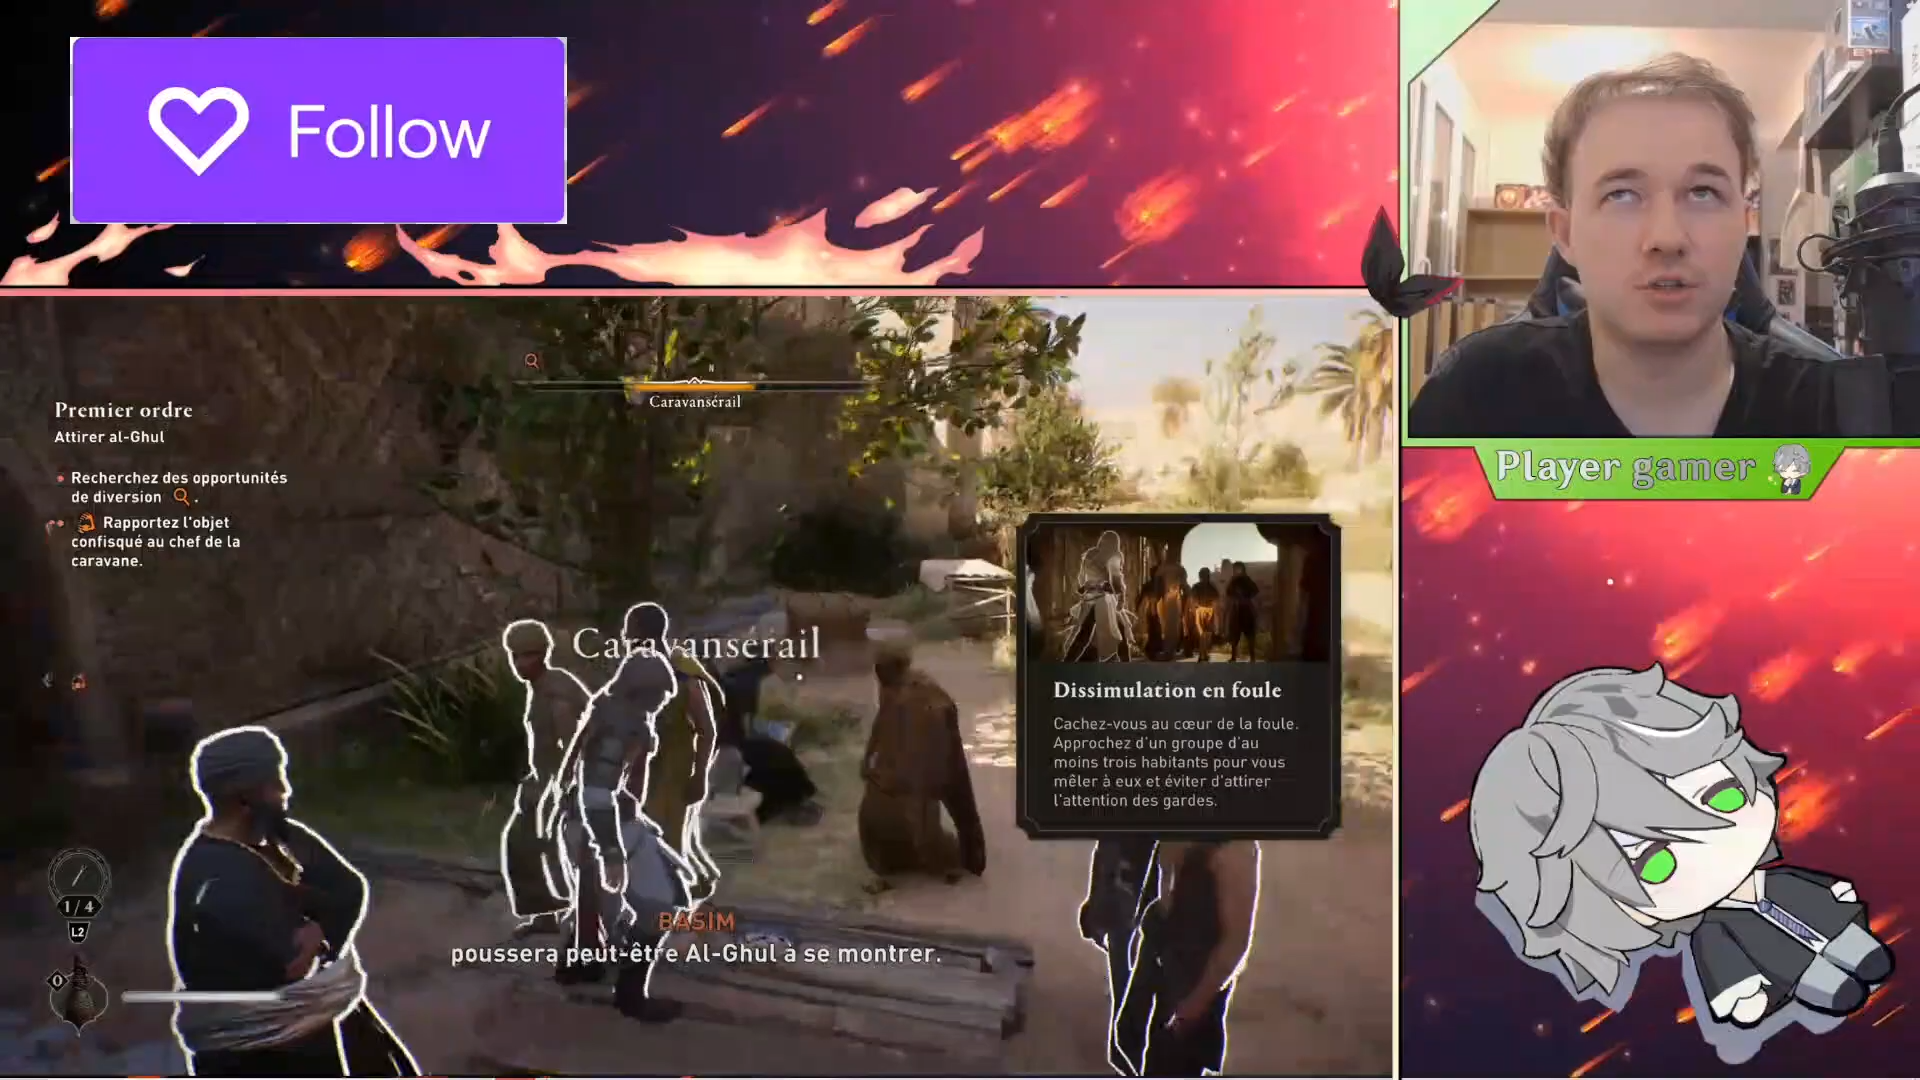 Follow
N
Caravansérail
Premier ordre
Attirer al-Ghul
Recherchez des opportunités
de diversion .
Rapportez l'objet
confisqué au chef de la
caravane.
Player gamer
Caravansérail
Dissimulation en foule
Cachez-vous au cœur de la foule.
Approchez d'un groupe d'au
moins trois habitants pour vous
mêler à eux et éviter d'attirer
l'attention des gardes.
1/4
L2
0
BASIM
poussera peut-être Al-Ghul à se montrer.